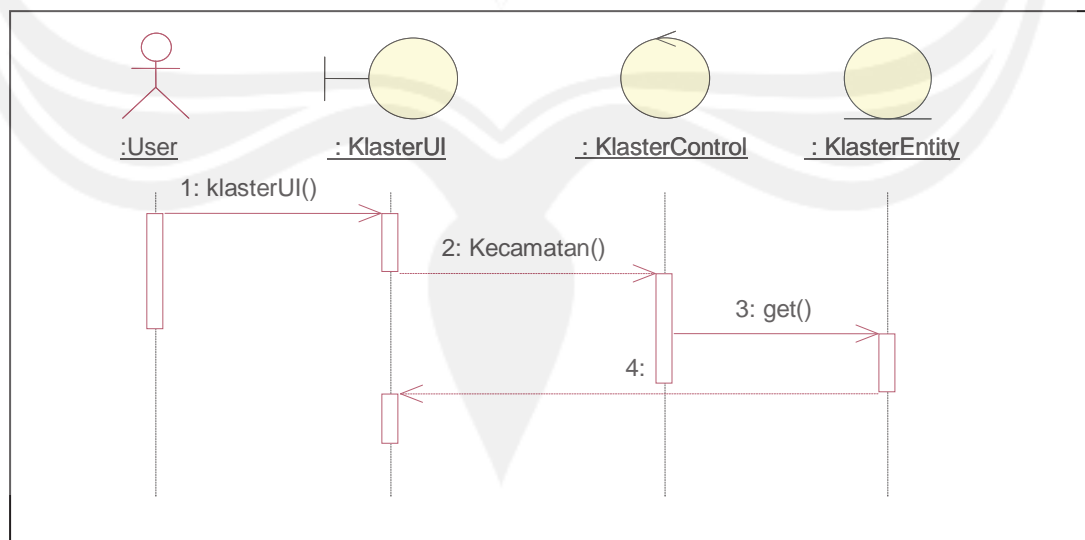 :User
: KlasterUI
: KlasterControl
: KlasterEntity
1: klasterUI()
2: Kecamatan()
3: get()
4: